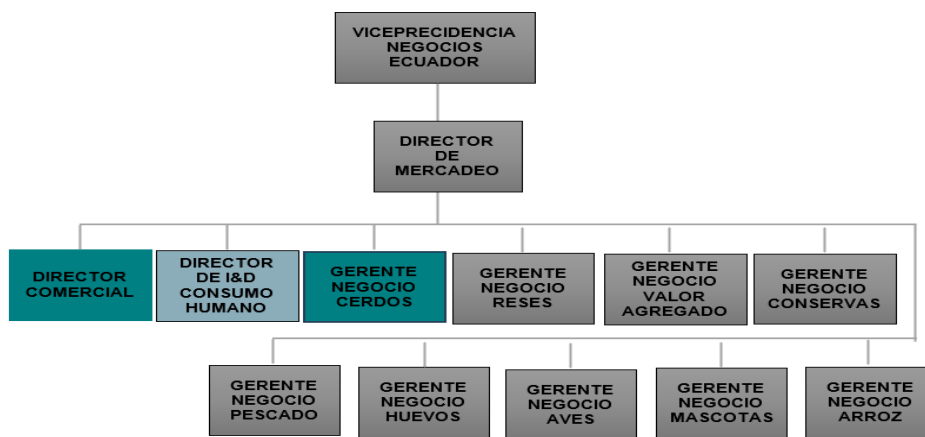 VICEPRECIDENCIA
NEGOCIOS
ECUADOR
DIRECTOR
DE
MERCADEO
DIRECTOR
COMERCIAL
DIRECTOR
DE I&D
CONSUMO
HUMANO
GERENTE
NEGOCIO
CERDOS
GERENTE
NEGOCIO
RESES
GERENTE
NEGOCIO
VALOR
AGREGADO
GERENTE
NEGOCIO
CONSERVAS
GERENTE
NEGOCIO
PESCADO
GERENTE
NEGOCIO
HUEVOS
GERENTE
NEGOCIO
AVES
GERENTE
NEGOCIO
MASCOTAS
GERENTE
NEGOCIO
ARROZ